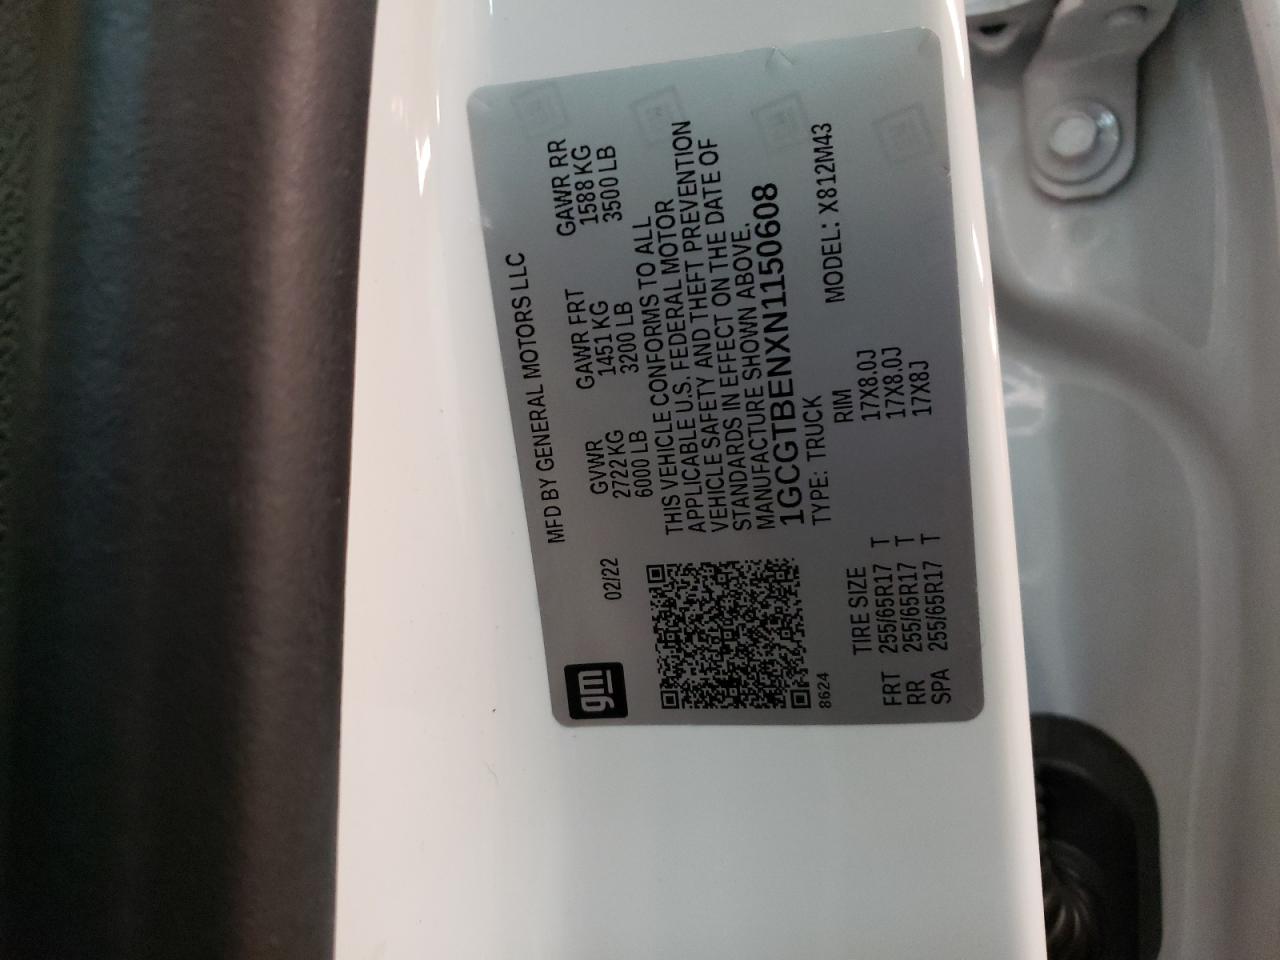 MFD BY GENERAL MOTORS LLC
gm
02/22
GVWR GAWR FRT GAWR RR
2722 KG 1451 KG 1588 KG
6000 LB 3200 LB 3500 LB
THIS VEHICLE CONFORMS TO ALL
APPLICABLE U.S. FEDERAL MOTOR
VEHICLE SAFETY AND THEFT PREVENTION
STANDARDS IN EFFECT ON THE DATE OF
MANUFACTURE SHOWN ABOVE.
1GCGTBENXN1150608
8624
TYPE: TRUCK MODEL: X812M43
TIRE SIZE RIM
FRT 255/65R17 T 17X8.0J
RR 255/65R17 T 17X8.0J
SPA 255/65R17 T 17X8J